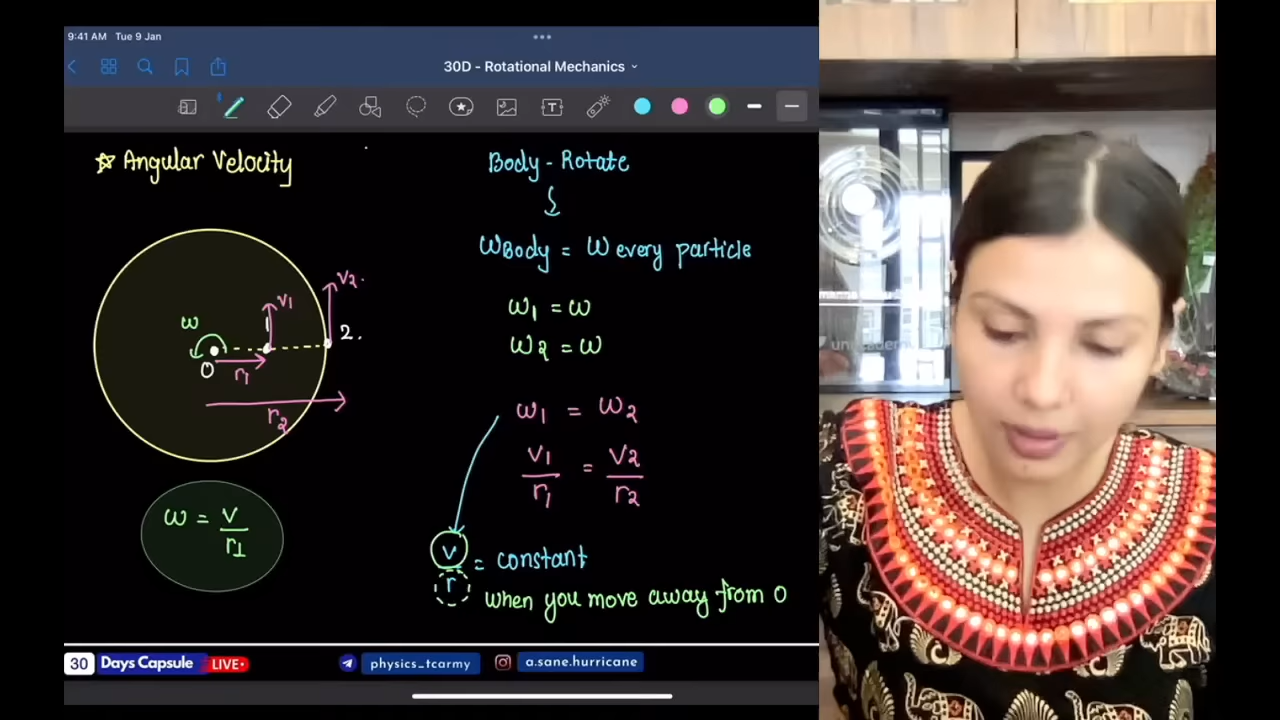 9:41 AM Tue 9 Jan
30D - Rotational Mechanics
T
☆ Angular Velocity
Body - Rotate
ω Body = ω every particle
ω1 = ω
ω2 = ω
ω
v1
v2
1
2.
O
r1
r2
ω1 = ω2
v1/r1 = v2/r2
ω = v/r⊥
v/r = constant
when you move away from O
30 Days Capsule LIVE
physics_tcarmy
a.sane.hurricane